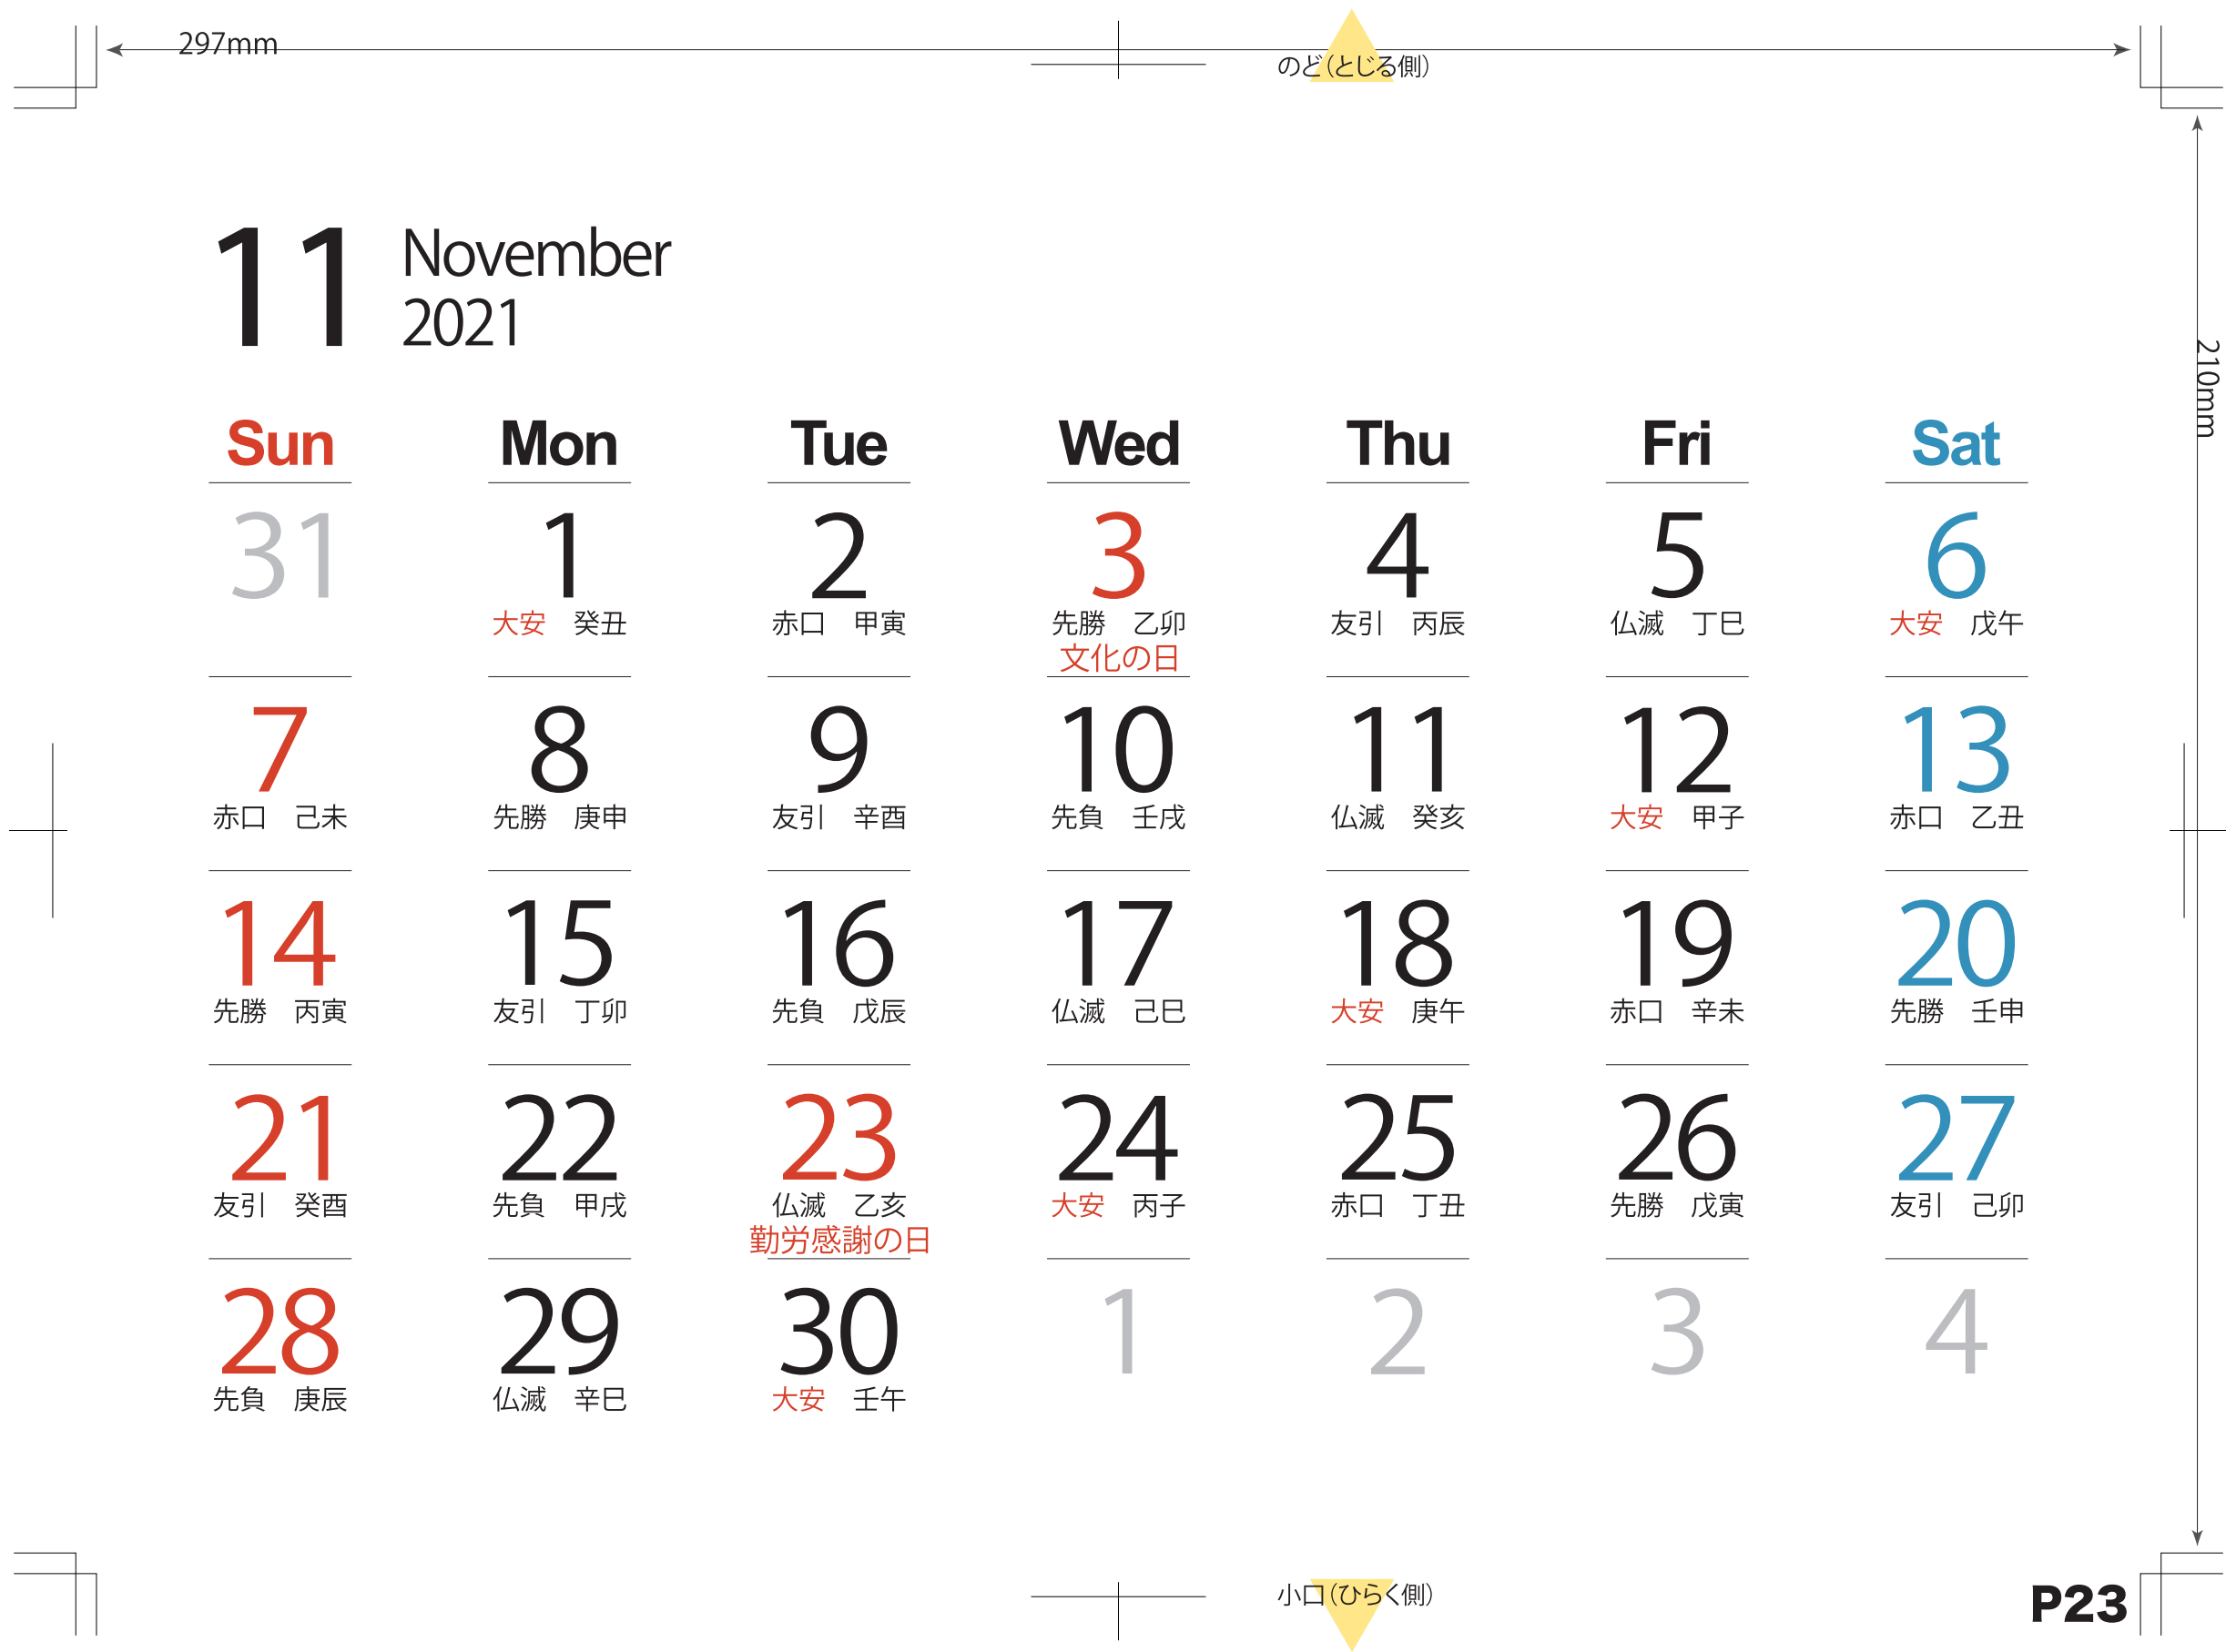 297mm
のど(とじる側)
210mm
11 November
2021
Sun Mon Tue Wed Thu Fri Sat
31 1 2 3 4 5 6
大安 癸丑 赤口 甲寅 先勝 乙卯 友引 丙辰 仏滅 丁巳 大安 戊午
文化の日
7 8 9 10 11 12 13
赤口 己未 先勝 庚申 友引 辛酉 先負 壬戌 仏滅 癸亥 大安 甲子 赤口 乙丑
14 15 16 17 18 19 20
先勝 丙寅 友引 丁卯 先負 戊辰 仏滅 己巳 大安 庚午 赤口 辛未 先勝 壬申
21 22 23 24 25 26 27
友引 癸酉 先負 甲戌 仏滅 乙亥 大安 丙子 赤口 丁丑 先勝 戊寅 友引 己卯
勤労感謝の日
28 29 30 1 2 3 4
先負 庚辰 仏滅 辛巳 大安 壬午
小口(ひらく側)
P23